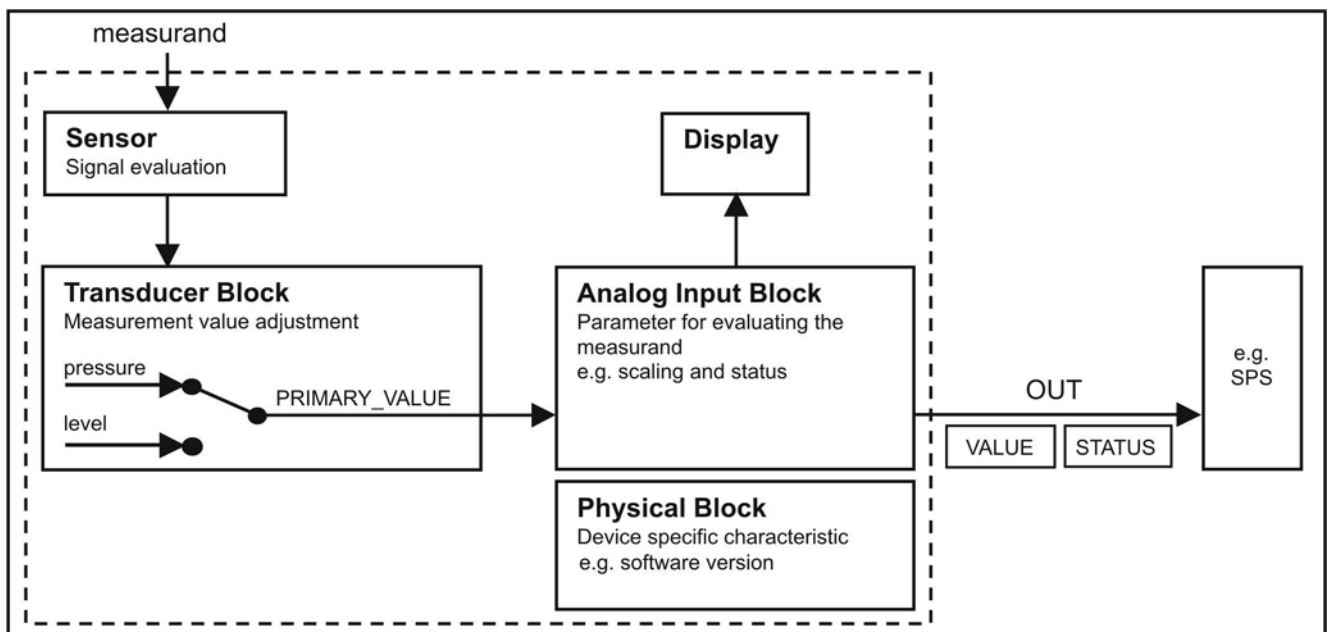 measurand
Sensor
Signal evaluation
Display
Transducer Block
Measurement value adjustment
pressure
level
PRIMARY_VALUE
Analog Input Block
Parameter for evaluating the
measurand
e.g. scaling and status
OUT
VALUE
STATUS
e.g.
SPS
Physical Block
Device specific characteristic
e.g. software version